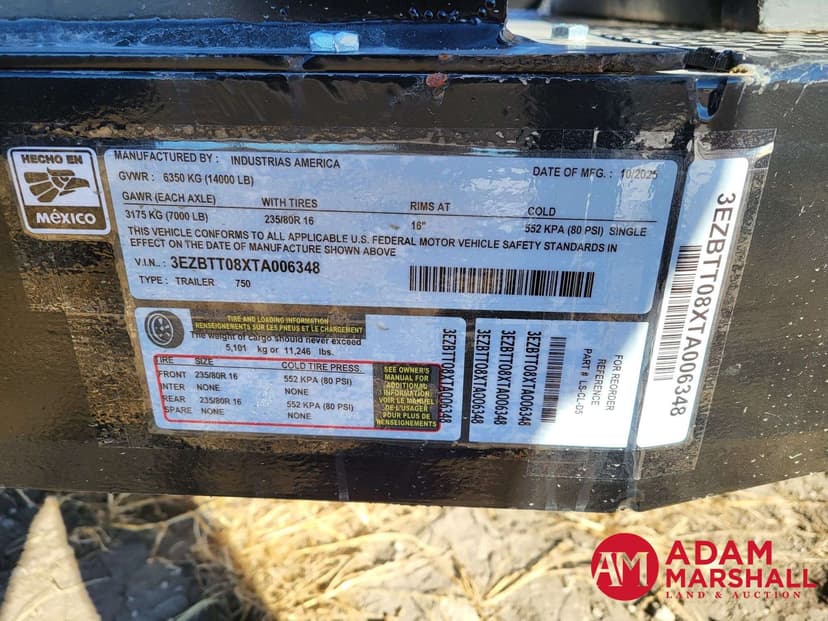 HECHO EN
MÉXICO
MANUFACTURED BY : INDUSTRIAS AMERICA
DATE OF MFG. : 10/2025
GVWR : 6350 KG (14000 LB)
GAWR (EACH AXLE) WITH TIRES RIMS AT COLD
3175 KG (7000 LB) 235/80R 16 16" 552 KPA (80 PSI) SINGLE
THIS VEHICLE CONFORMS TO ALL APPLICABLE U.S. FEDERAL MOTOR VEHICLE SAFETY STANDARDS IN
EFFECT ON THE DATE OF MANUFACTURE SHOWN ABOVE
V.I.N.. : 3EZBTT08XTA006348
TYPE : TRAILER 750
TIRE AND LOADING INFORMATION
RENSEIGNEMENTS SUR LES PNEUS ET LE CHARGEMENT
The weight of cargo should never exceed
5,101 kg or 11,246 lbs.
TIRE SIZE COLD TIRE PRESS.
FRONT 235/80R 16 552 KPA (80 PSI)
INTER NONE NONE
REAR 235/80R 16 552 KPA (80 PSI)
SPARE NONE NONE
SEE OWNER'S
MANUAL FOR
ADDITIONAL
INFORMATION
VOIR LE MANUEL
DE L'USAGER
POUR PLUS DE
RENSEIGNEMENTS
3EZBTT08XTA006348
3EZBTT08XTA006348
3EZBTT08XTA006348
3EZBTT08XTA006348
FOR REORDER
REFERENCE
PART # LS-CL-D5
3EZBTT08XTA006348
AM ADAM
MARSHALL
LAND & AUCTION